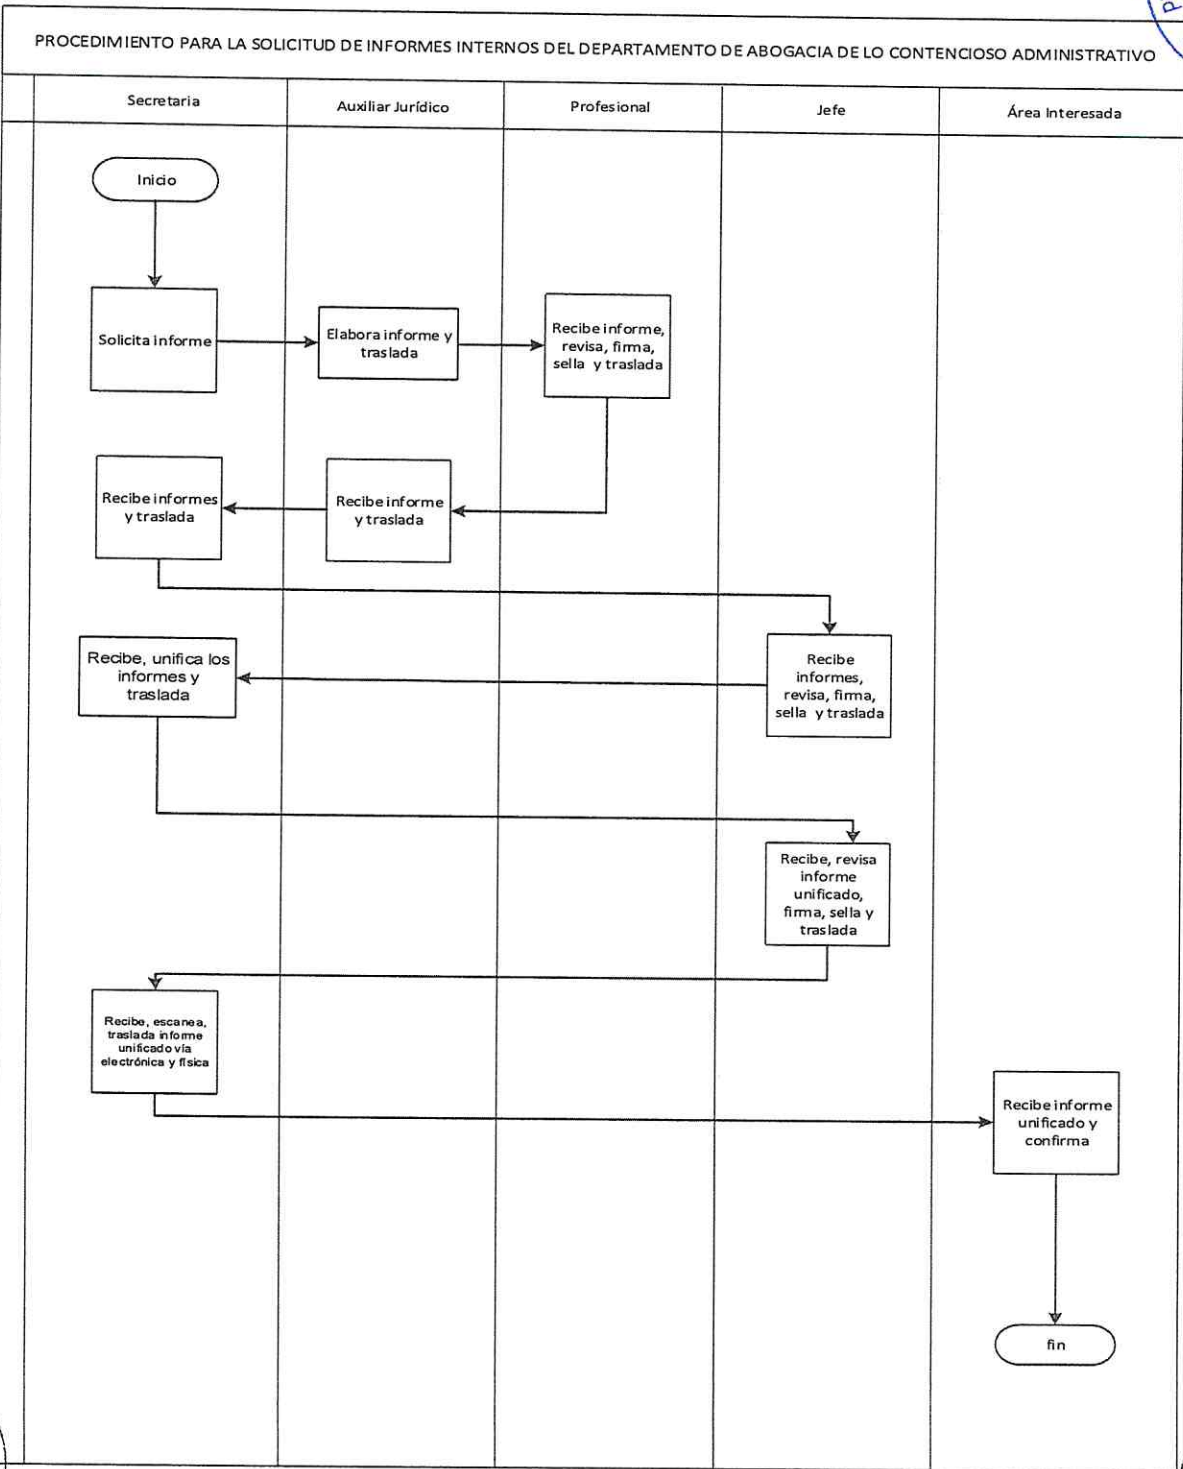 PROCEDIMIENTO PARA LA SOLICITUD DE INFORMES INTERNOS DEL DEPARTAMENTO DE ABOGACIA DE LO CONTENCIOSO ADMINISTRATIVO
Secretaria
Auxiliar Jurídico
Profesional
Jefe
Área Interesada
Inicio
Solicita informe
Elabora informe y
traslada
Recibe informe,
revisa, firma,
sella y traslada
Recibe informe
y traslada
Recibe informes
y traslada
Recibe
informes,
revisa, firma,
sella y traslada
Recibe, unifica los
informes y
traslada
Recibe, revisa
informe
unificado,
firma, sella y
traslada
Recibe, escanea,
traslada informe
unificado vía
electrónica y física
Recibe informe
unificado y
confirma
fin